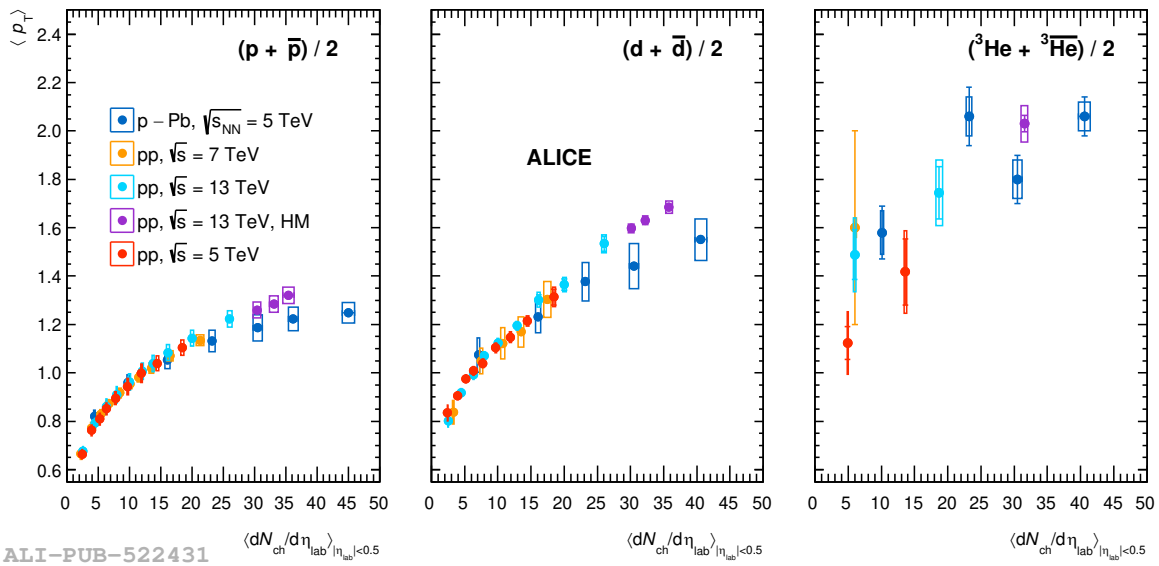 ⟨ p_T ⟩
2.4
2.2
2.0
1.8
1.6
1.4
1.2
1.0
0.8
0.6
(p + p̅) / 2
p − Pb, √s_NN = 5 TeV
pp, √s = 7 TeV
pp, √s = 13 TeV
pp, √s = 13 TeV, HM
pp, √s = 5 TeV
0 5 10 15 20 25 30 35 40 45 50
⟨dN_ch/dη_lab⟩_|η_lab|<0.5
(d + d̅) / 2
ALICE
0 5 10 15 20 25 30 35 40 45 50
⟨dN_ch/dη_lab⟩_|η_lab|<0.5
(³He + ³H̅e̅) / 2
0 5 10 15 20 25 30 35 40 45 50
⟨dN_ch/dη_lab⟩_|η_lab|<0.5
ALI−PUB−522431